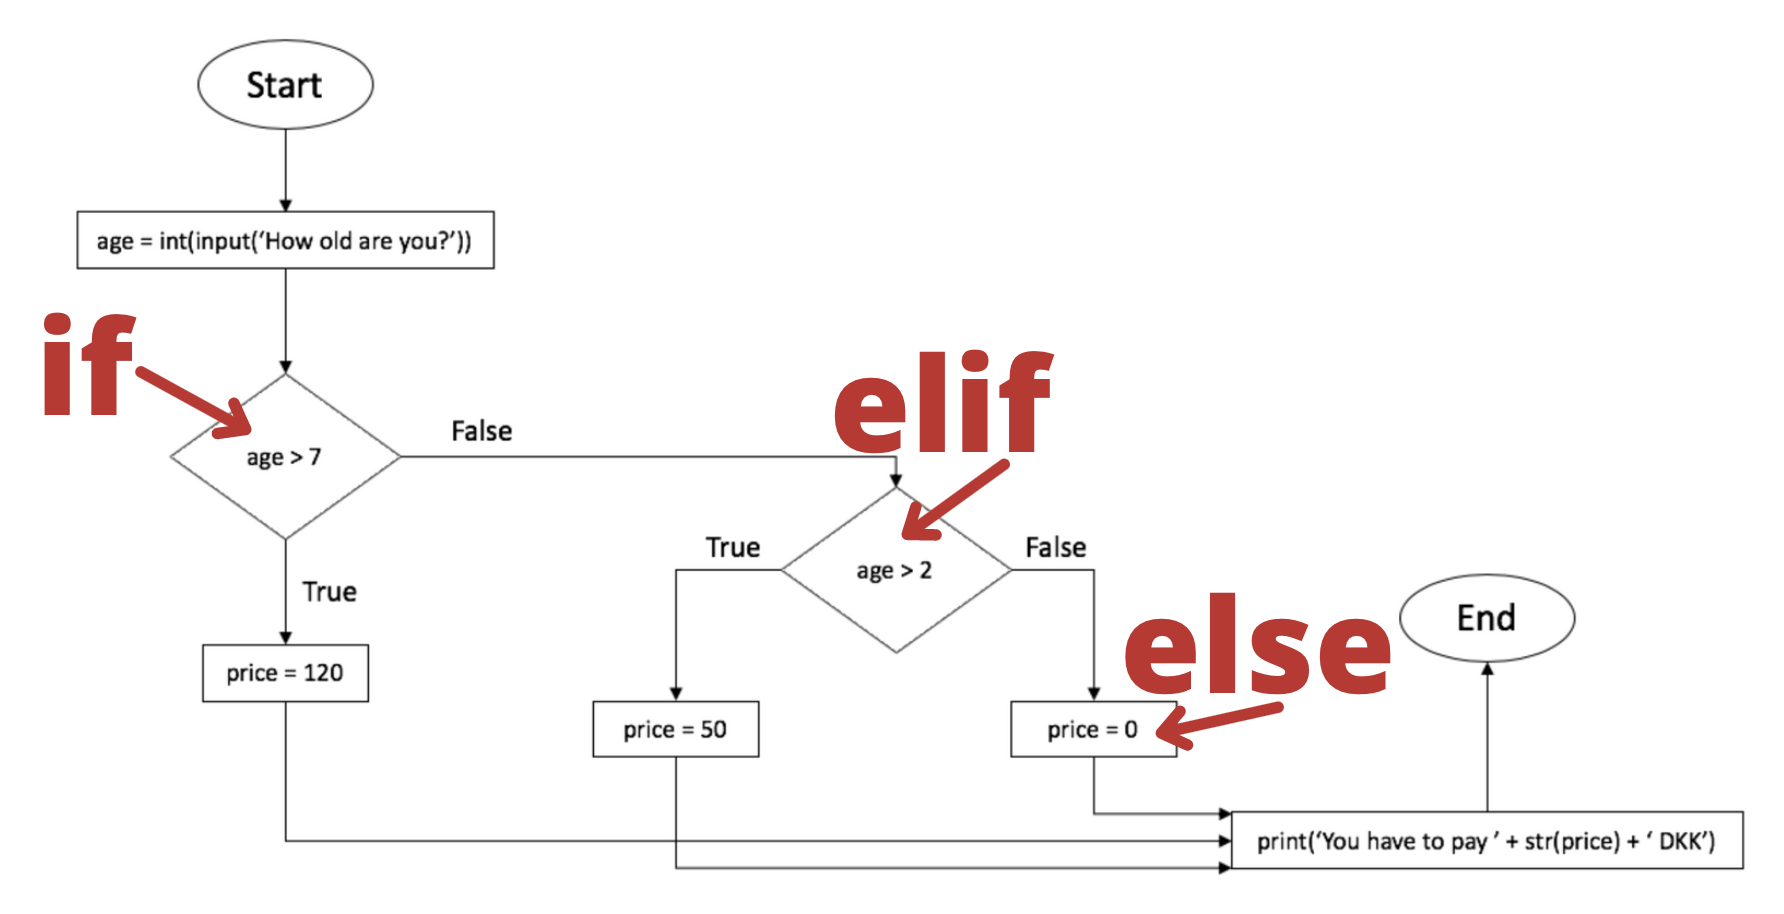 Start
age = int(input(‘How old are you?’))
if
age > 7
False
elif
True
age > 2
True
False
else
End
price = 120
price = 50
price = 0
print(‘You have to pay ’ + str(price) + ‘ DKK’)